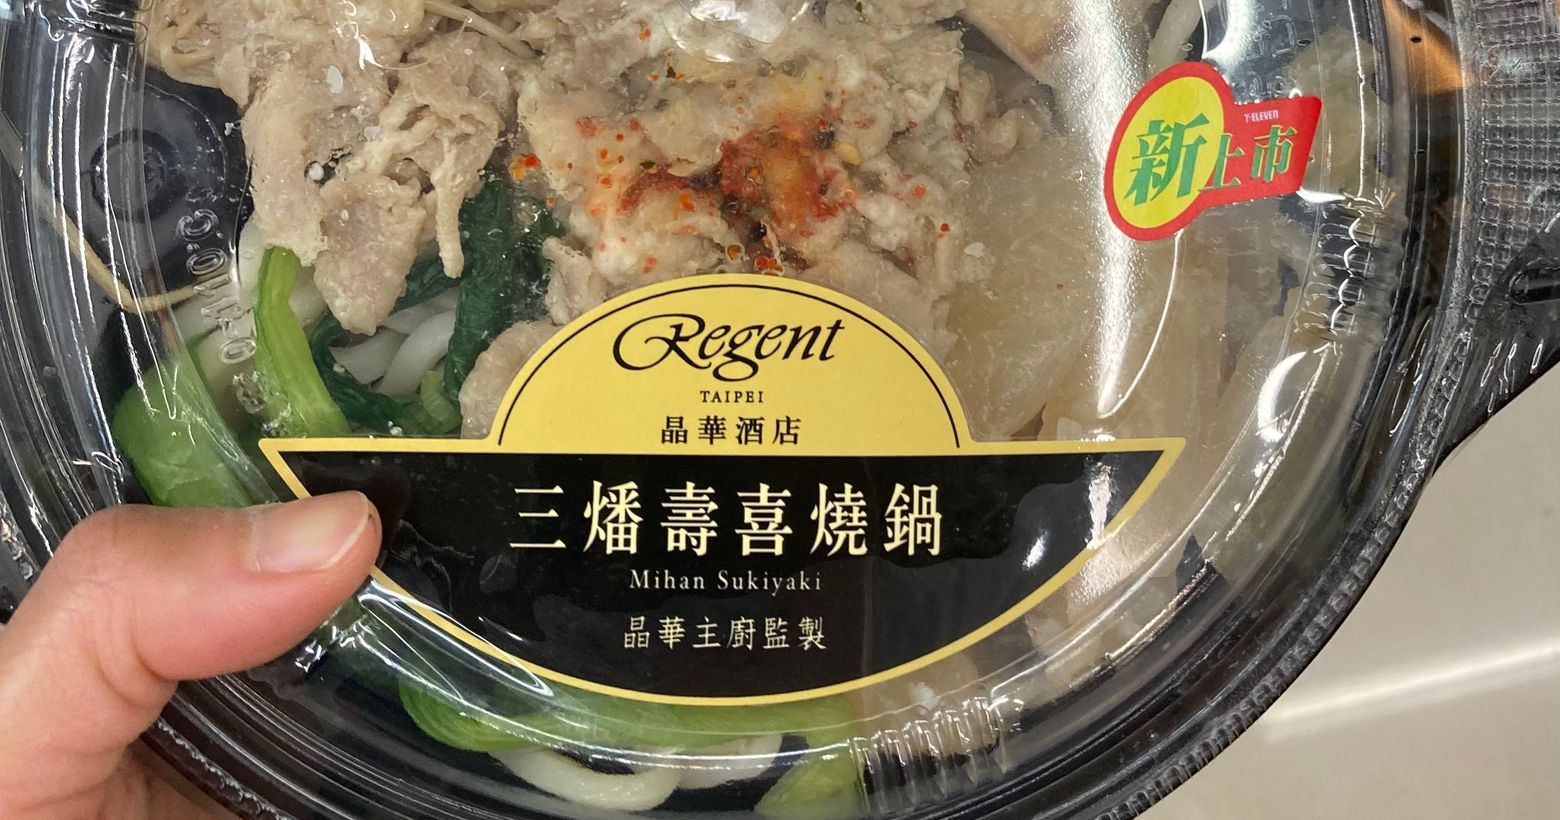 7-ELEVEN
新上市
Regent
TAIPEI
晶華酒店
三燔壽喜燒鍋
Mihan Sukiyaki
晶華主廚監製